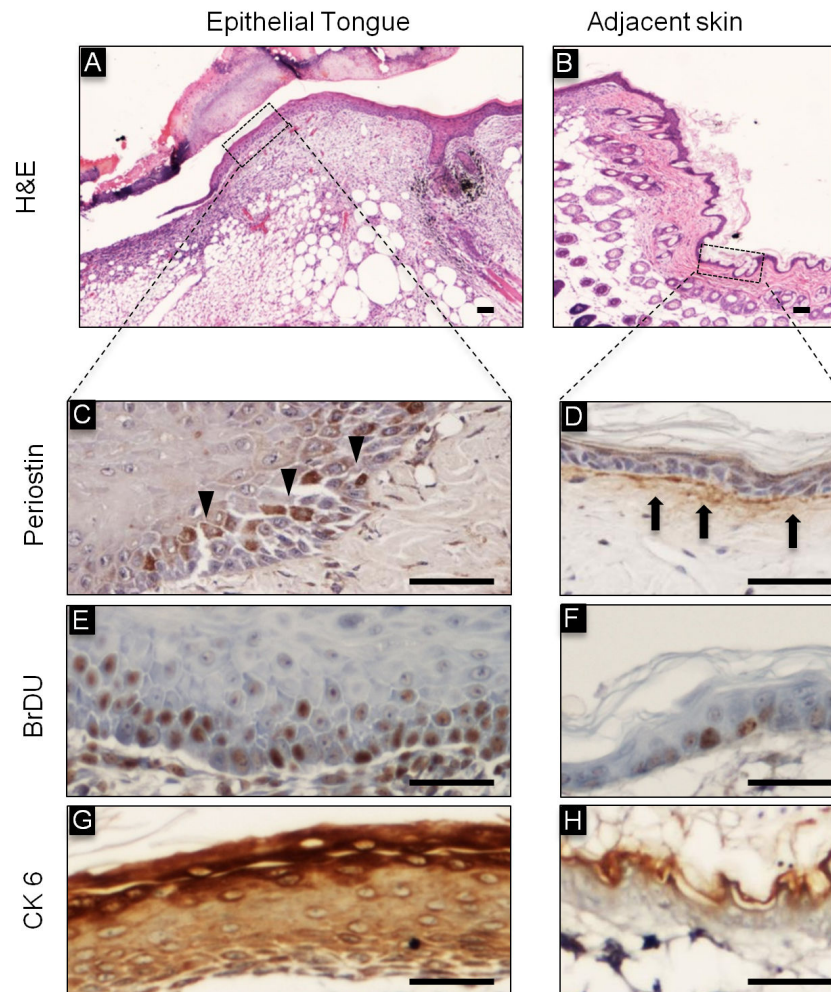 Epithelial Tongue
Adjacent skin
H&E
A
B
Periostin
C
D
BrDU
E
F
CK 6
G
H